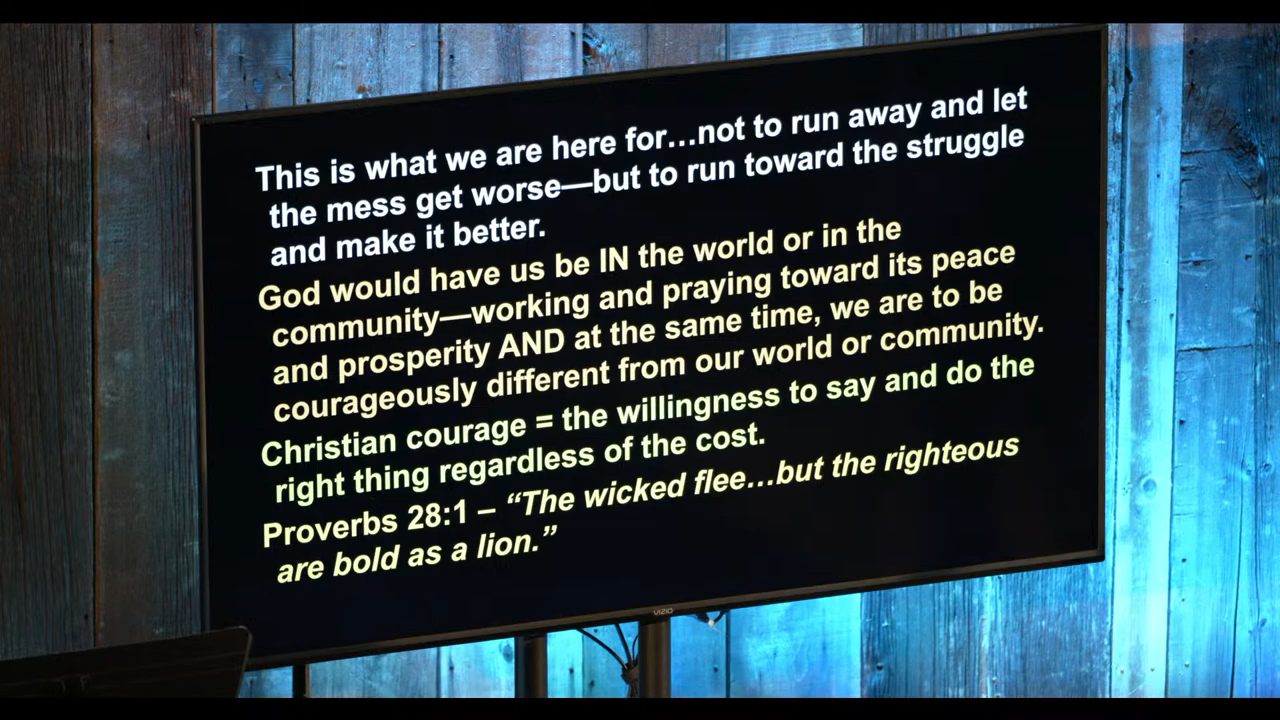 This is what we are here for…not to run away and let
the mess get worse—but to run toward the struggle
and make it better.
God would have us be IN the world or in the
community—working and praying toward its peace
and prosperity AND at the same time, we are to be
courageously different from our world or community.
Christian courage = the willingness to say and do the
right thing regardless of the cost.
Proverbs 28:1 – “The wicked flee…but the righteous
are bold as a lion.”
VIZIO